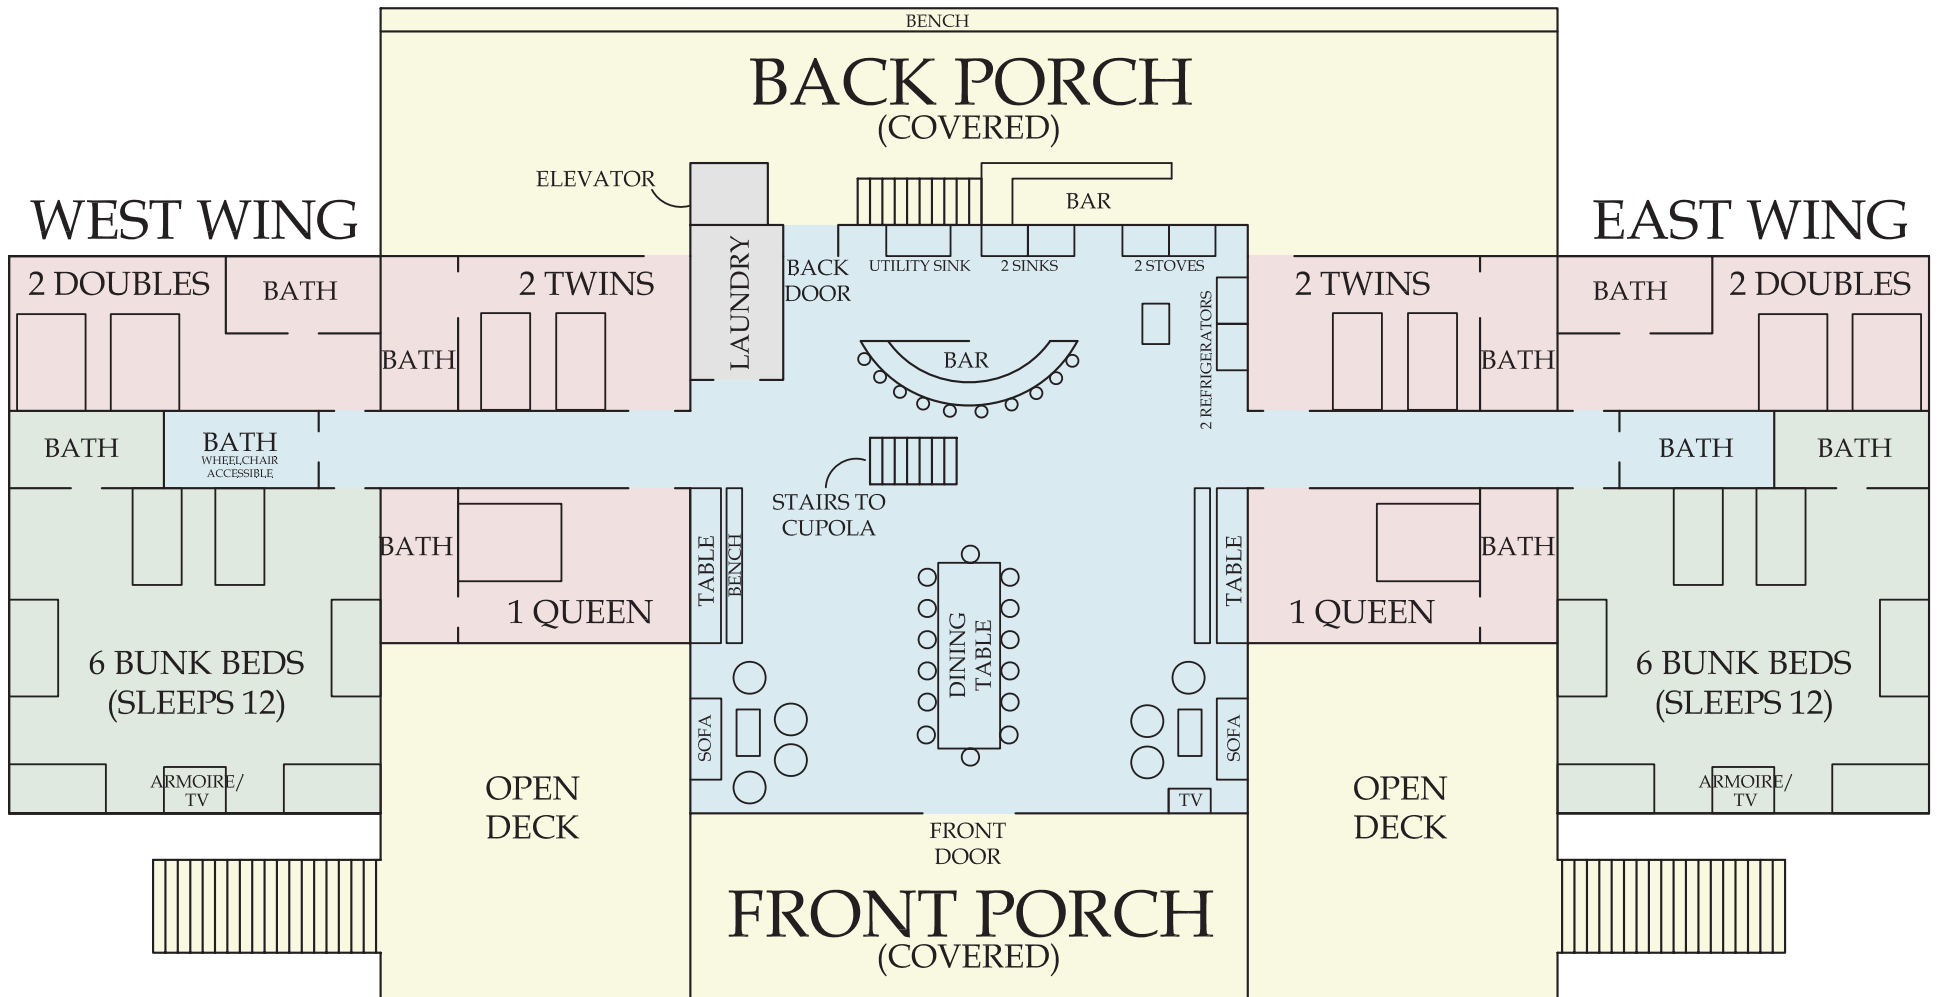 BENCH
BACK PORCH
(COVERED)
ELEVATOR
BAR
WEST WING
EAST WING
2 DOUBLES
BATH
2 TWINS
LAUNDRY
BACK
DOOR
UTILITY SINK
2 SINKS
2 STOVES
2 REFRIGERATORS
2 TWINS
BATH
2 DOUBLES
BATH
BAR
BATH
BATH
BATH
WHEELCHAIR
ACCESSIBLE
BATH
BATH
STAIRS TO
CUPOLA
BATH
TABLE
BENCH
TABLE
BATH
1 QUEEN
1 QUEEN
DINING
TABLE
6 BUNK BEDS
(SLEEPS 12)
6 BUNK BEDS
(SLEEPS 12)
SOFA
SOFA
ARMOIRE/
TV
OPEN
DECK
TV
OPEN
DECK
ARMOIRE/
TV
FRONT
DOOR
FRONT PORCH
(COVERED)